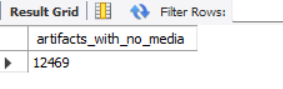 Result Grid Filter Rows:
artifacts_with_no_media
12469